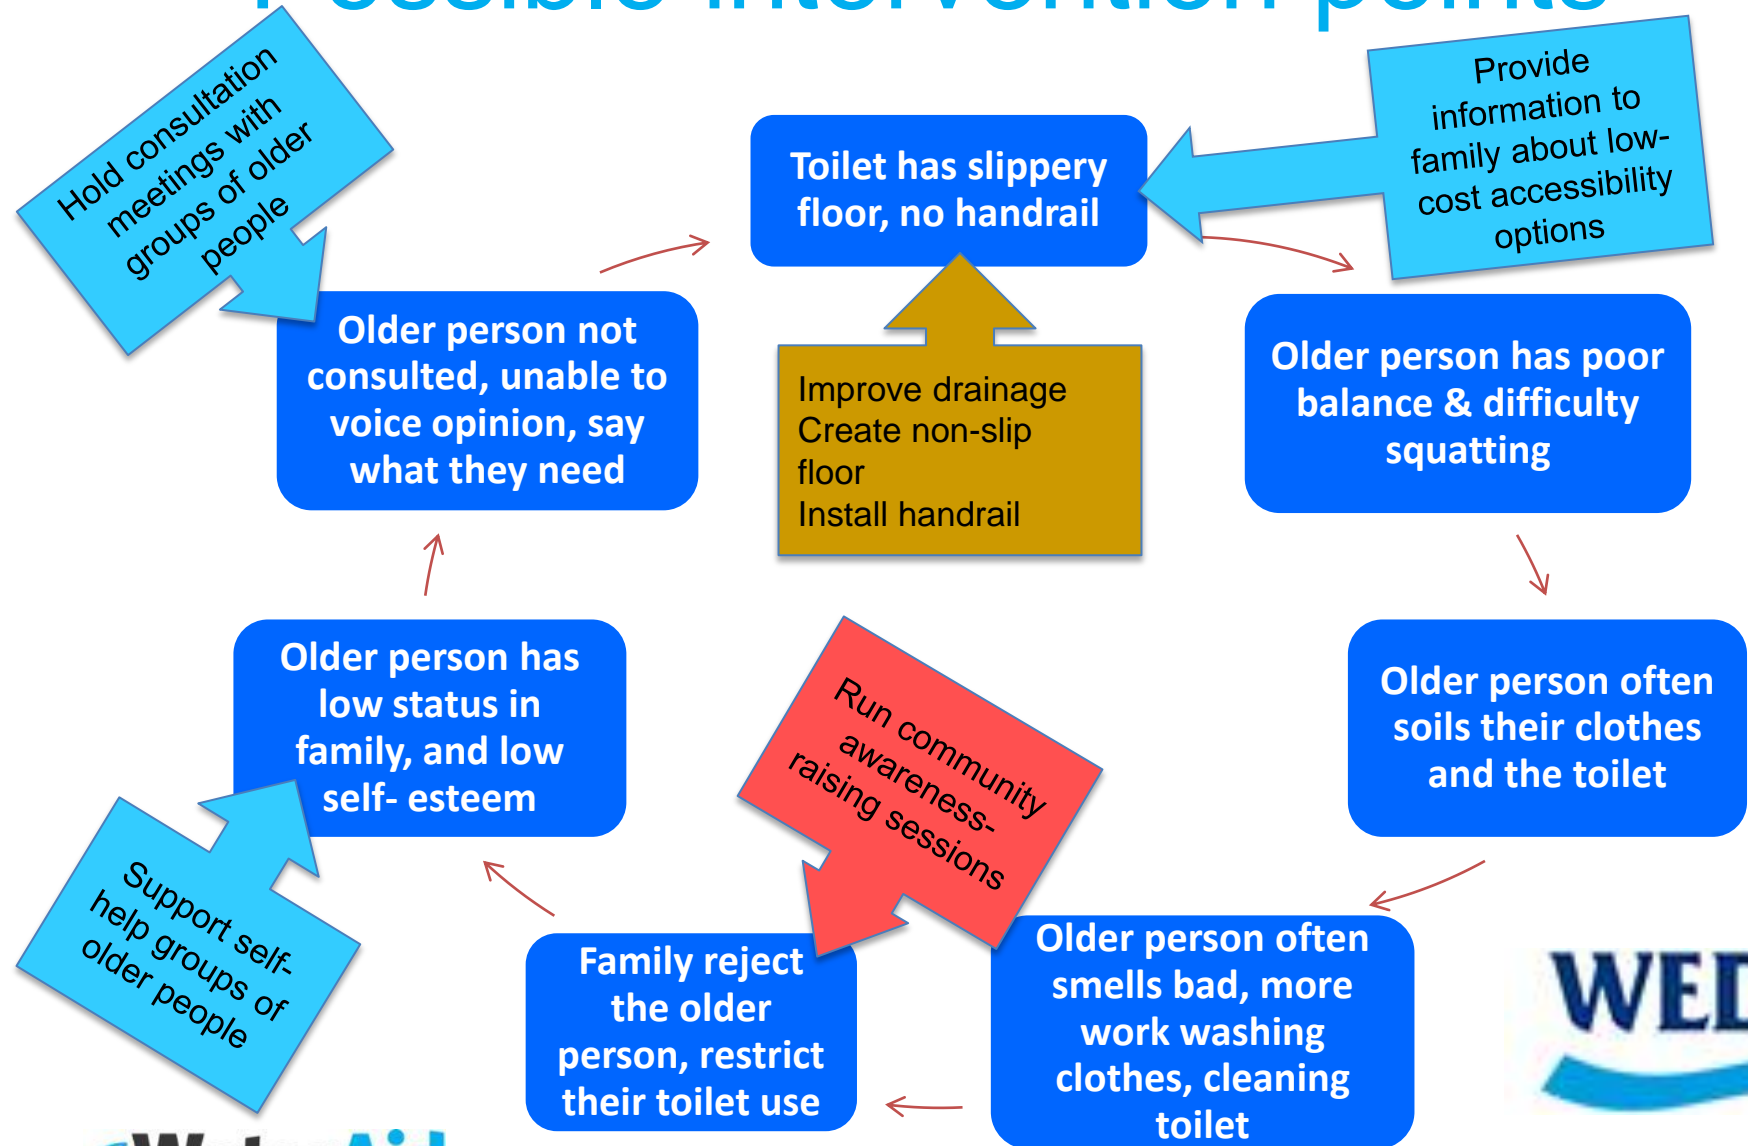 Possible intervention points
Hold consultation
meetings with
groups of older
people
Provide
information to
family about low-
cost accessibility
options
Toilet has slippery
floor, no handrail
Older person not
consulted, unable to
voice opinion, say
what they need
Improve drainage
Create non-slip
floor
Install handrail
Older person has poor
balance & difficulty
squatting
Older person has
low status in
family, and low
self- esteem
Run community
awareness-
raising sessions
Older person often
soils their clothes
and the toilet
Support self-
help groups of
older people
Family reject
the older
person, restrict
their toilet use
Older person often
smells bad, more
work washing
clothes, cleaning
toilet
WED
WaterAid